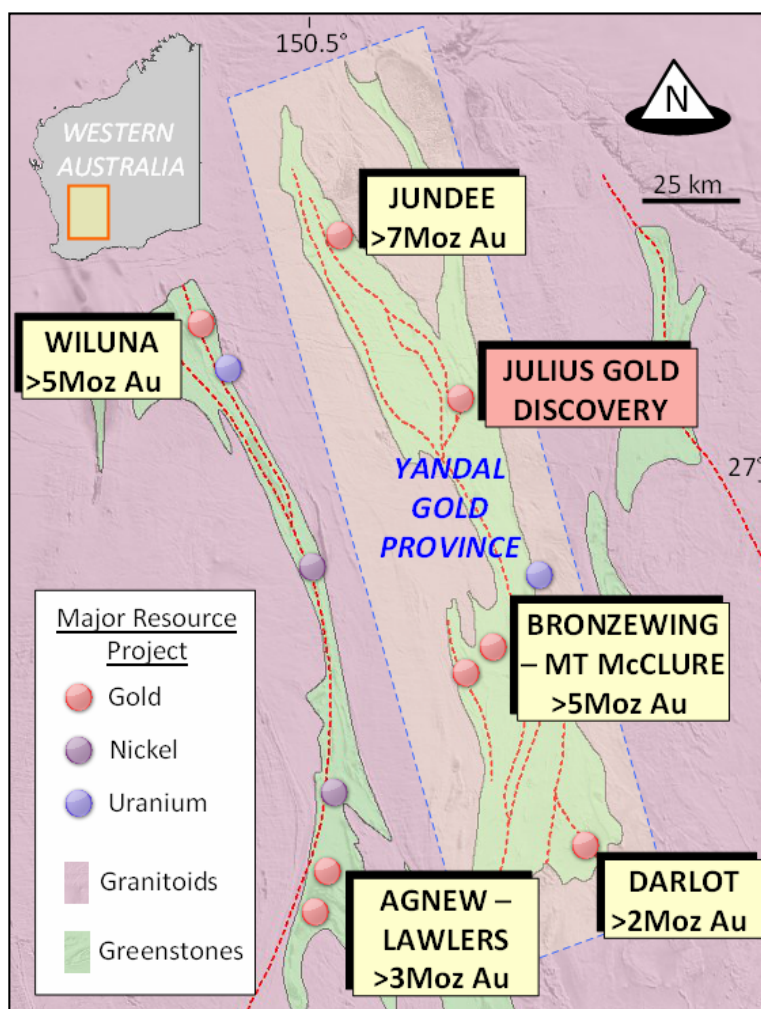 150.5°
WESTERN
AUSTRALIA
N
25 km
JUNDEE
>7Moz Au
WILUNA
>5Moz Au
JULIUS GOLD
DISCOVERY
27°
YANDAL
GOLD
PROVINCE
BRONZEWING
– MT McCLURE
>5Moz Au
Major Resource
Project
Gold
Nickel
Uranium
Granitoids
Greenstones
AGNEW –
LAWLERS
>3Moz Au
DARLOT
>2Moz Au